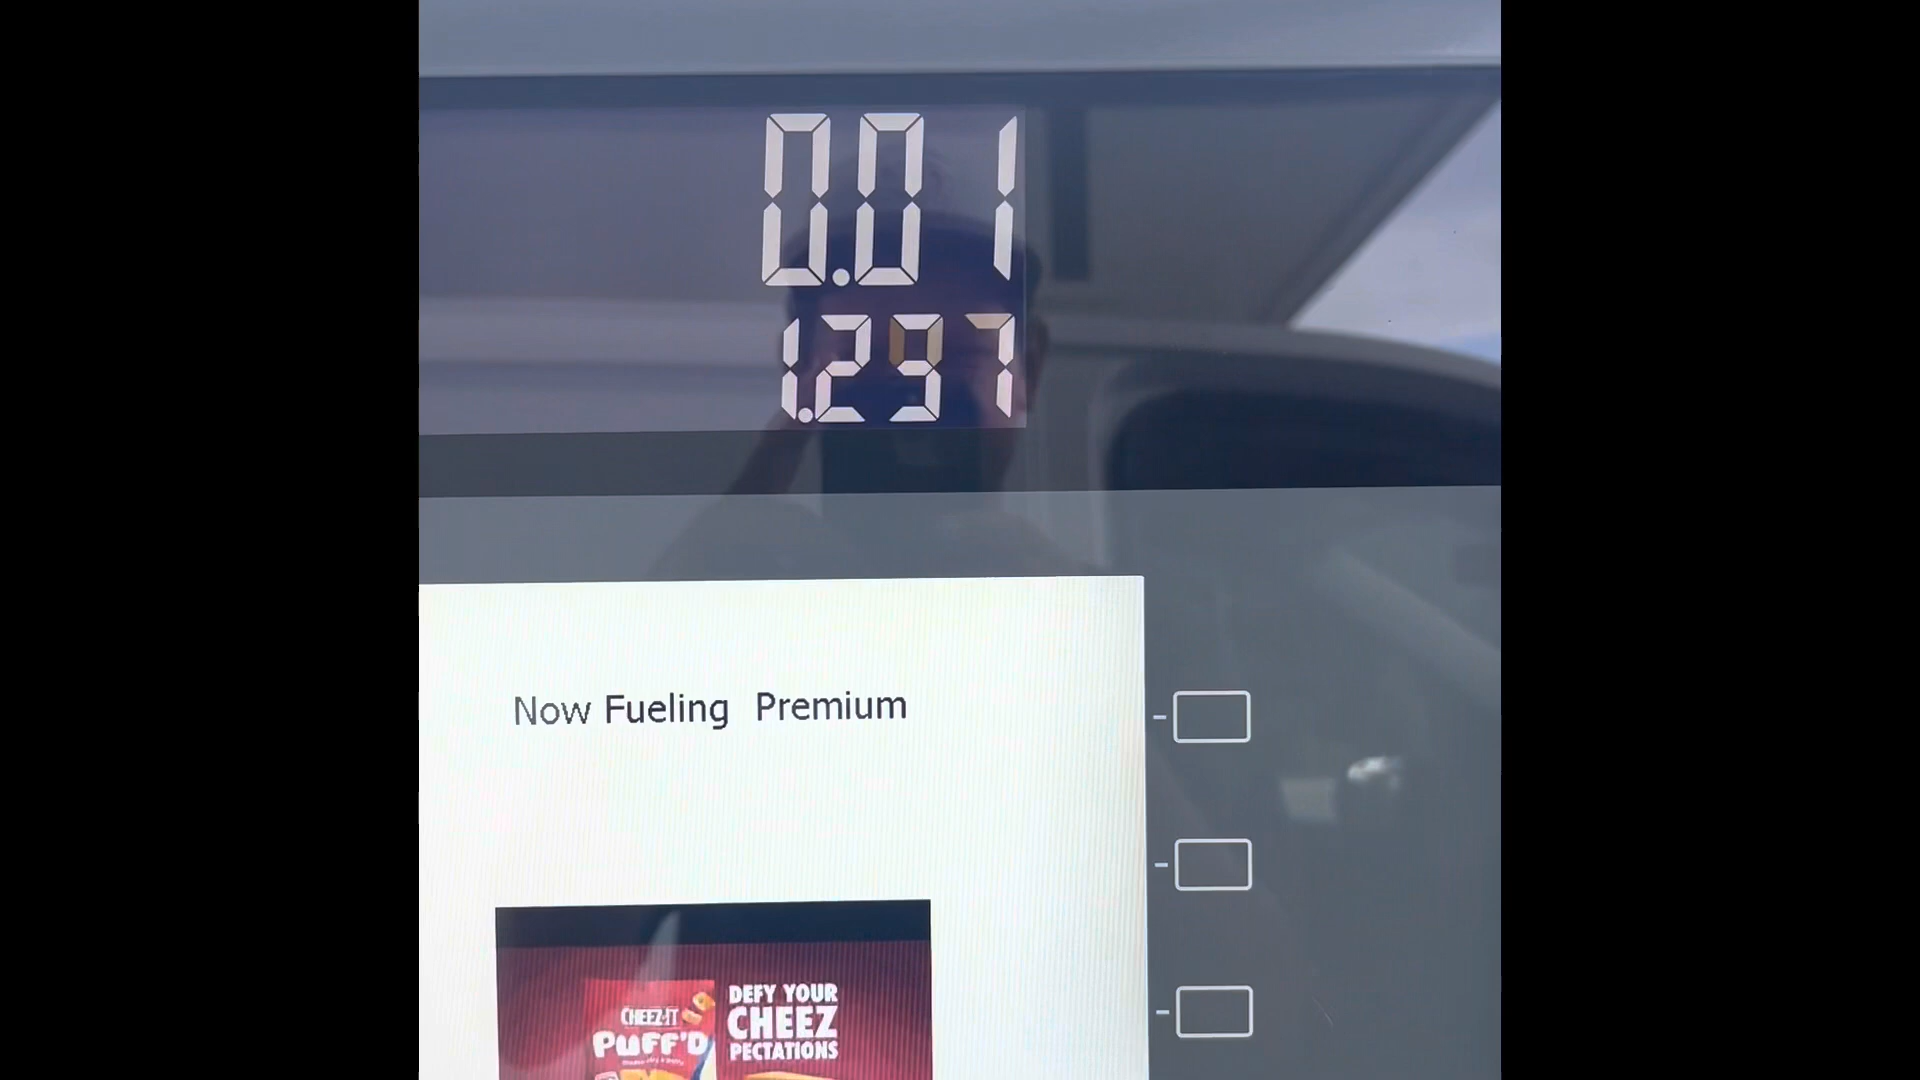 0.01
1.297
Now Fueling Premium
CHEEZ-IT
PUFF'D
DEFY YOUR
CHEEZ
PECTATIONS